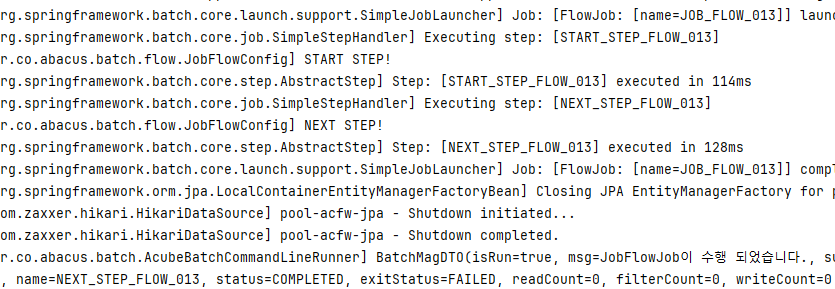 rg.springframework.batch.core.launch.support.SimpleJobLauncher] Job: [FlowJob: [name=JOB_FLOW_013]] laun
rg.springframework.batch.core.job.SimpleStepHandler] Executing step: [START_STEP_FLOW_013]
r.co.abacus.batch.flow.JobFlowConfig] START STEP!
rg.springframework.batch.core.step.AbstractStep] Step: [START_STEP_FLOW_013] executed in 114ms
rg.springframework.batch.core.job.SimpleStepHandler] Executing step: [NEXT_STEP_FLOW_013]
r.co.abacus.batch.flow.JobFlowConfig] NEXT STEP!
rg.springframework.batch.core.step.AbstractStep] Step: [NEXT_STEP_FLOW_013] executed in 128ms
rg.springframework.batch.core.launch.support.SimpleJobLauncher] Job: [FlowJob: [name=JOB_FLOW_013]] compl
rg.springframework.orm.jpa.LocalContainerEntityManagerFactoryBean] Closing JPA EntityManagerFactory for p
om.zaxxer.hikari.HikariDataSource] pool-acfw-jpa - Shutdown initiated...
om.zaxxer.hikari.HikariDataSource] pool-acfw-jpa - Shutdown completed.
r.co.abacus.batch.AcubeBatchCommandLineRunner] BatchMagDTO(isRun=true, msg=JobFlowJob이 수행 되었습니다., su
, name=NEXT_STEP_FLOW_013, status=COMPLETED, exitStatus=FAILED, readCount=0, filterCount=0, writeCount=0